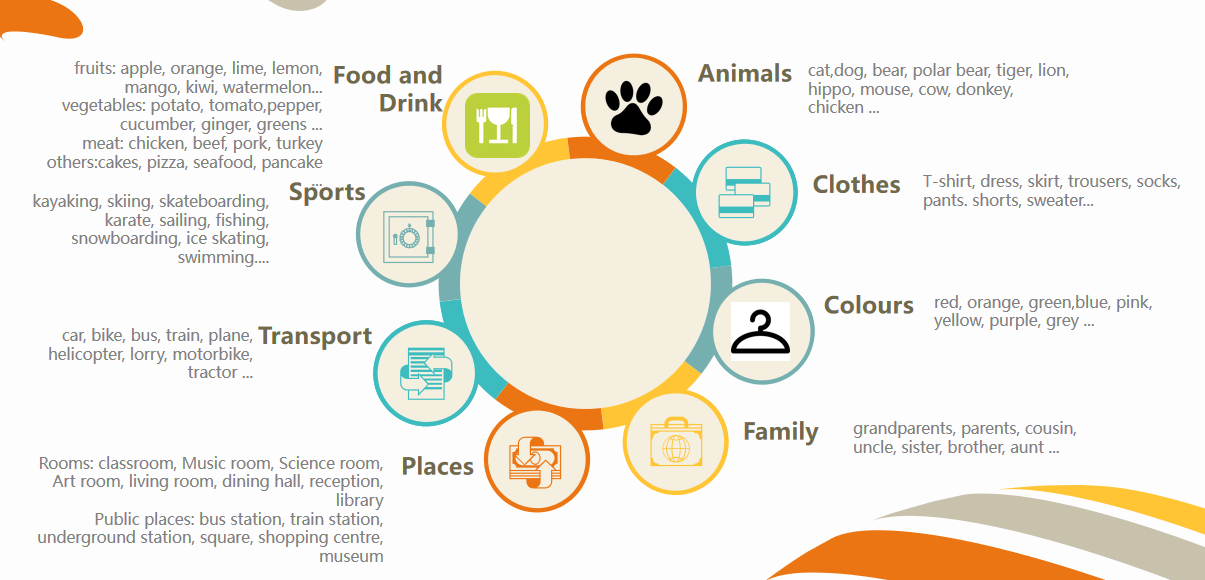 Food and
Drink
fruits: apple, orange, lime, lemon,
mango, kiwi, watermelon...
vegetables: potato, tomato,pepper,
cucumber, ginger, greens ...
meat: chicken, beef, pork, turkey
others:cakes, pizza, seafood, pancake
Animals
cat,dog, bear, polar bear, tiger, lion,
hippo, mouse, cow, donkey,
chicken ...
Clothes
T-shirt, dress, skirt, trousers, socks,
pants. shorts, sweater...
Sports
kayaking, skiing, skateboarding,
karate, sailing, fishing,
snowboarding, ice skating,
swimming....
Colours
red, orange, green,blue, pink,
yellow, purple, grey ...
Transport
car, bike, bus, train, plane,
helicopter, lorry, motorbike,
tractor ...
Family
grandparents, parents, cousin,
uncle, sister, brother, aunt ...
Places
Rooms: classroom, Music room, Science room,
Art room, living room, dining hall, reception,
library
Public places: bus station, train station,
underground station, square, shopping centre,
museum